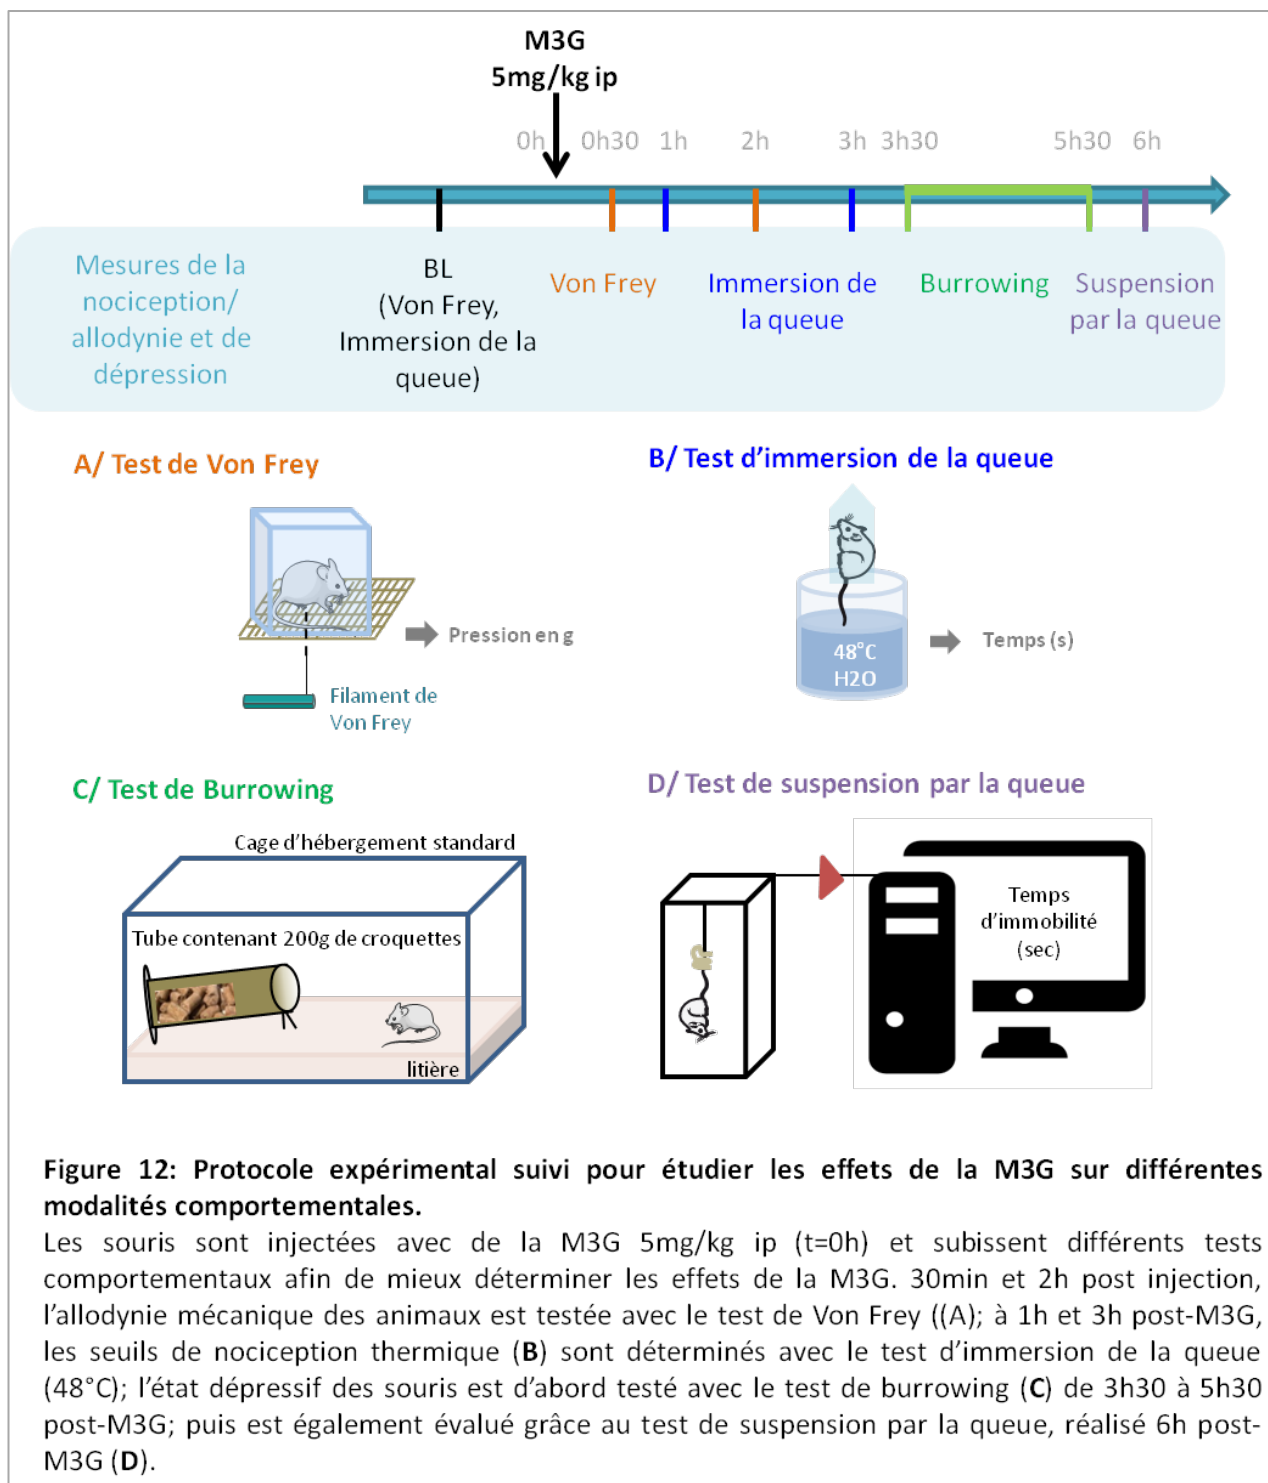 M3G
5mg/kg ip
0h 0h30 1h 2h 3h 3h30 5h30 6h
Mesures de la
nociception/
allodynie et de
dépression
BL
(Von Frey,
Immersion de la
queue)
Von Frey
Immersion de
la queue
Burrowing
Suspension
par la queue
A/ Test de Von Frey
Pression en g
Filament de
Von Frey
B/ Test d’immersion de la queue
48°C
H2O
Temps (s)
C/ Test de Burrowing
Cage d’hébergement standard
Tube contenant 200g de croquettes
litière
D/ Test de suspension par la queue
Temps
d’immobilité
(sec)
Figure 12: Protocole expérimental suivi pour étudier les effets de la M3G sur différentes
modalités comportementales.
Les souris sont injectées avec de la M3G 5mg/kg ip (t=0h) et subissent différents tests
comportementaux afin de mieux déterminer les effets de la M3G. 30min et 2h post injection,
l’allodynie mécanique des animaux est testée avec le test de Von Frey ((A); à 1h et 3h post-M3G,
les seuils de nociception thermique (B) sont déterminés avec le test d’immersion de la queue
(48°C); l’état dépressif des souris est d’abord testé avec le test de burrowing (C) de 3h30 à 5h30
post-M3G; puis est également évalué grâce au test de suspension par la queue, réalisé 6h post-
M3G (D).